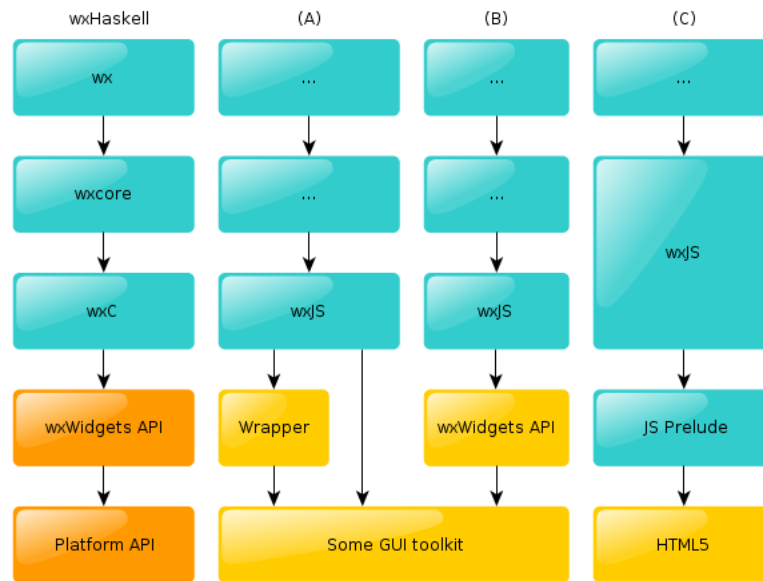 wxHaskell
(A)
(B)
(C)
wx
...
...
...
wxcore
...
...
wxJS
wxC
wxJS
wxJS
wxWidgets API
Wrapper
wxWidgets API
JS Prelude
Platform API
Some GUI toolkit
HTML5